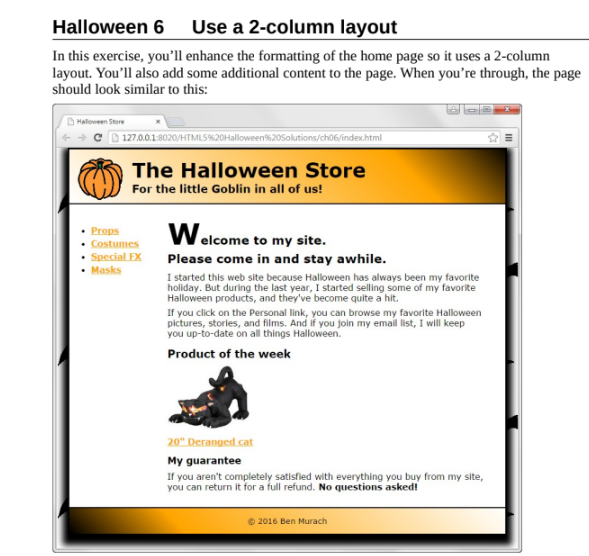 Halloween 6 Use a 2-column layout
In this exercise, you’ll enhance the formatting of the home page so it uses a 2-column
layout. You’ll also add some additional content to the page. When you’re through, the page
should look similar to this:
Halloween Store
127.0.0.1:8020/HTML5%20Halloween%20Solutions/ch06/index.html
The Halloween Store
For the little Goblin in all of us!
Props
Costumes
Special FX
Masks
Welcome to my site.
Please come in and stay awhile.
I started this web site because Halloween has always been my favorite
holiday. But during the last year, I started selling some of my favorite
Halloween products, and they've become quite a hit.
If you click on the Personal link, you can browse my favorite Halloween
pictures, stories, and films. And if you join my email list, I will keep
you up-to-date on all things Halloween.
Product of the week
20" Deranged cat
My guarantee
If you aren't completely satisfied with everything you buy from my site,
you can return it for a full refund. No questions asked!
© 2016 Ben Murach